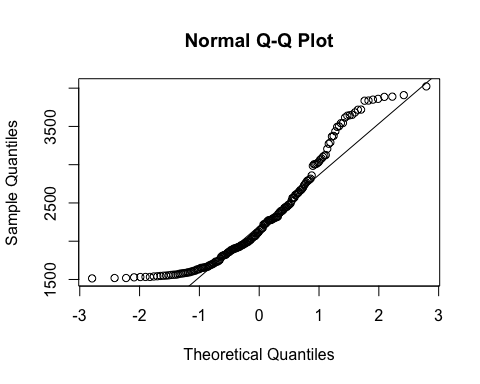 Normal Q-Q Plot
Sample Quantiles
3500
2500
1500
-3 -2 -1 0 1 2 3
Theoretical Quantiles